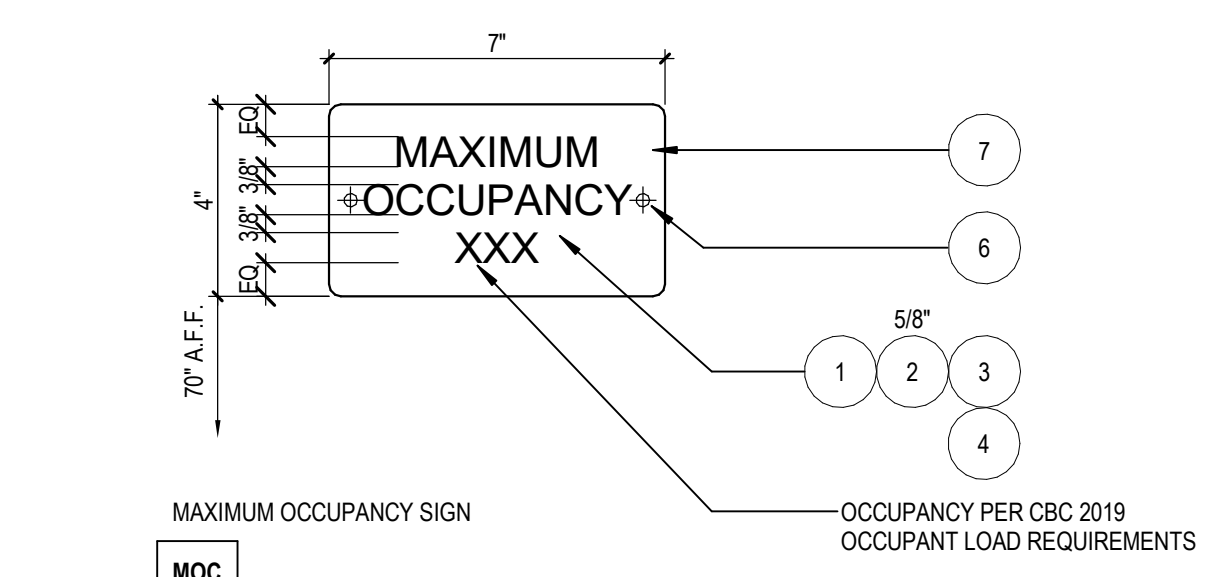 7"
EQ
3/8"
3/8"
EQ
4"
70" A.F.F.
MAXIMUM
OCCUPANCY
XXX
7
6
5/8"
1 2 3
4
MAXIMUM OCCUPANCY SIGN
OCCUPANCY PER CBC 2019
OCCUPANT LOAD REQUIREMENTS
MOC